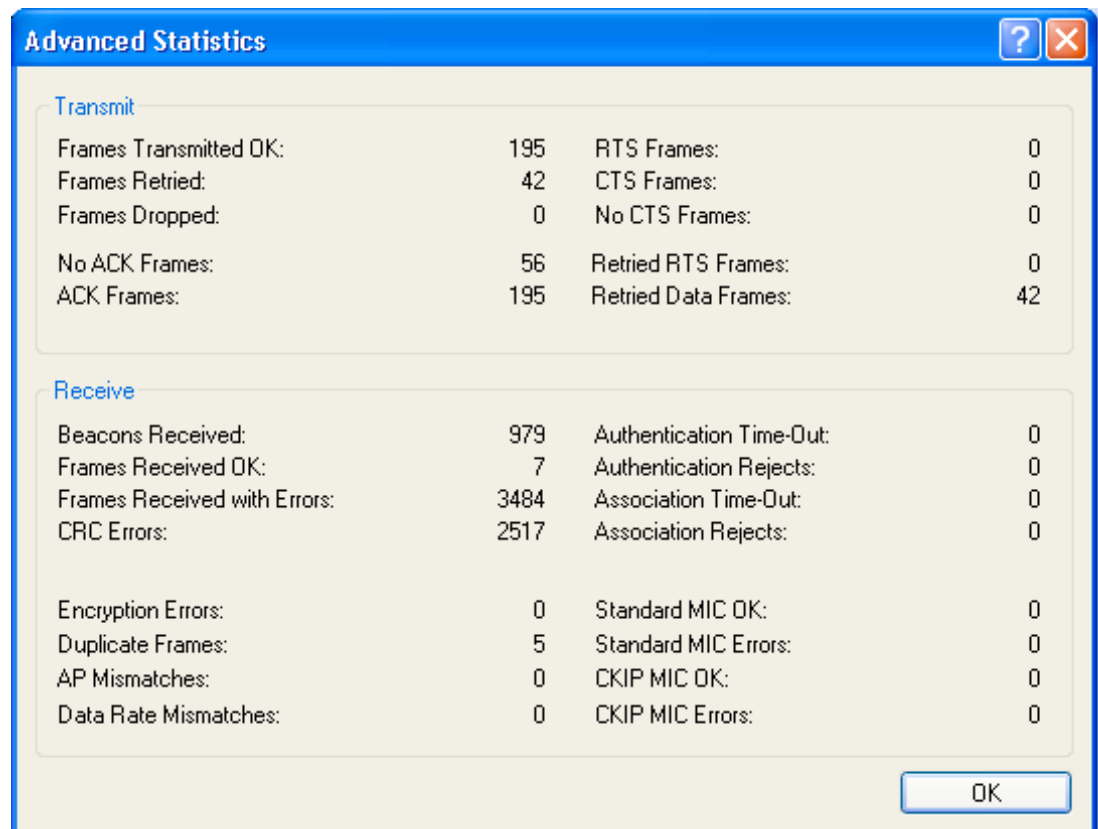 Advanced Statistics
Transmit
Frames Transmitted OK: 195 RTS Frames: 0
Frames Retried: 42 CTS Frames: 0
Frames Dropped: 0 No CTS Frames: 0
No ACK Frames: 56 Retried RTS Frames: 0
ACK Frames: 195 Retried Data Frames: 42
Receive
Beacons Received: 979 Authentication Time-Out: 0
Frames Received OK: 7 Authentication Rejects: 0
Frames Received with Errors: 3484 Association Time-Out: 0
CRC Errors: 2517 Association Rejects: 0
Encryption Errors: 0 Standard MIC OK: 0
Duplicate Frames: 5 Standard MIC Errors: 0
AP Mismatches: 0 CKIP MIC OK: 0
Data Rate Mismatches: 0 CKIP MIC Errors: 0
OK